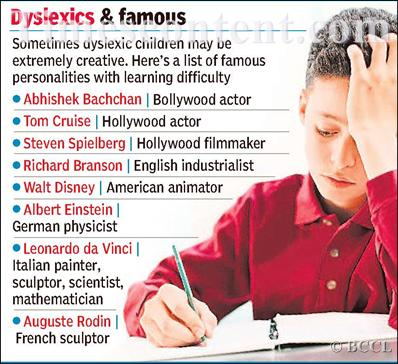 Timescontent.com
Dyslexics & famous
Sometimes dyslexic children may be
extremely creative. Here's a list of famous
personalities with learning difficulty
● Abhishek Bachchan | Bollywood actor
● Tom Cruise | Hollywood actor
● Steven Spielberg | Hollywood filmmaker
● Richard Branson | English industrialist
● Walt Disney | American animator
● Albert Einstein |
German physicist
● Leonardo da Vinci |
Italian painter,
sculptor, scientist,
mathematician
● Auguste Rodin |
French sculptor
© BCCL